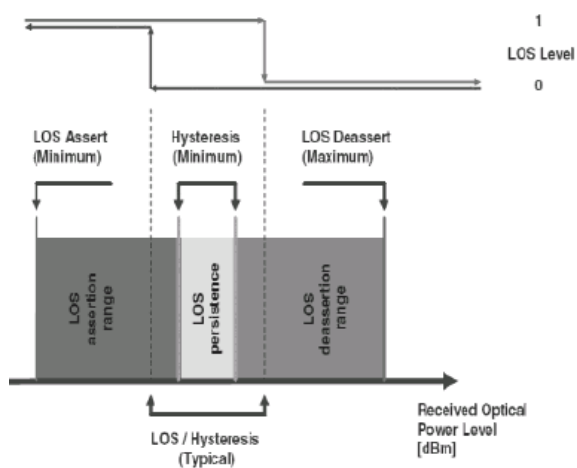 1
LOS Level
0
LOS Assert
(Minimum)
Hysteresis
(Minimum)
LOS Deassert
(Maximum)
LOS
assertion
range
LOS
persistence
LOS
deassertion
range
Received Optical
Power Level
[dBm]
LOS / Hysteresis
(Typical)